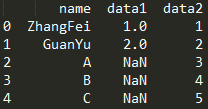 name data1 data2
0 ZhangFei 1.0 1
1 GuanYu 2.0 2
2 A NaN 3
3 B NaN 4
4 C NaN 5